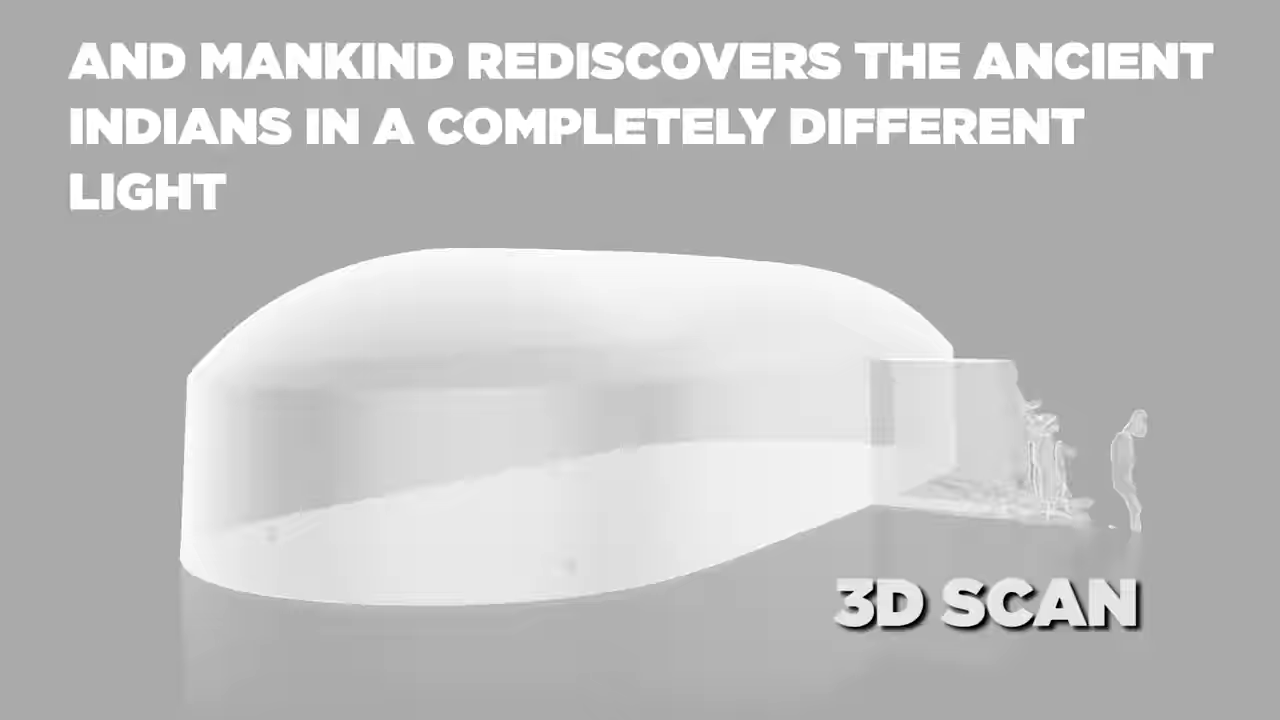 AND MANKIND REDISCOVERS THE ANCIENT
INDIANS IN A COMPLETELY DIFFERENT
LIGHT
3D SCAN